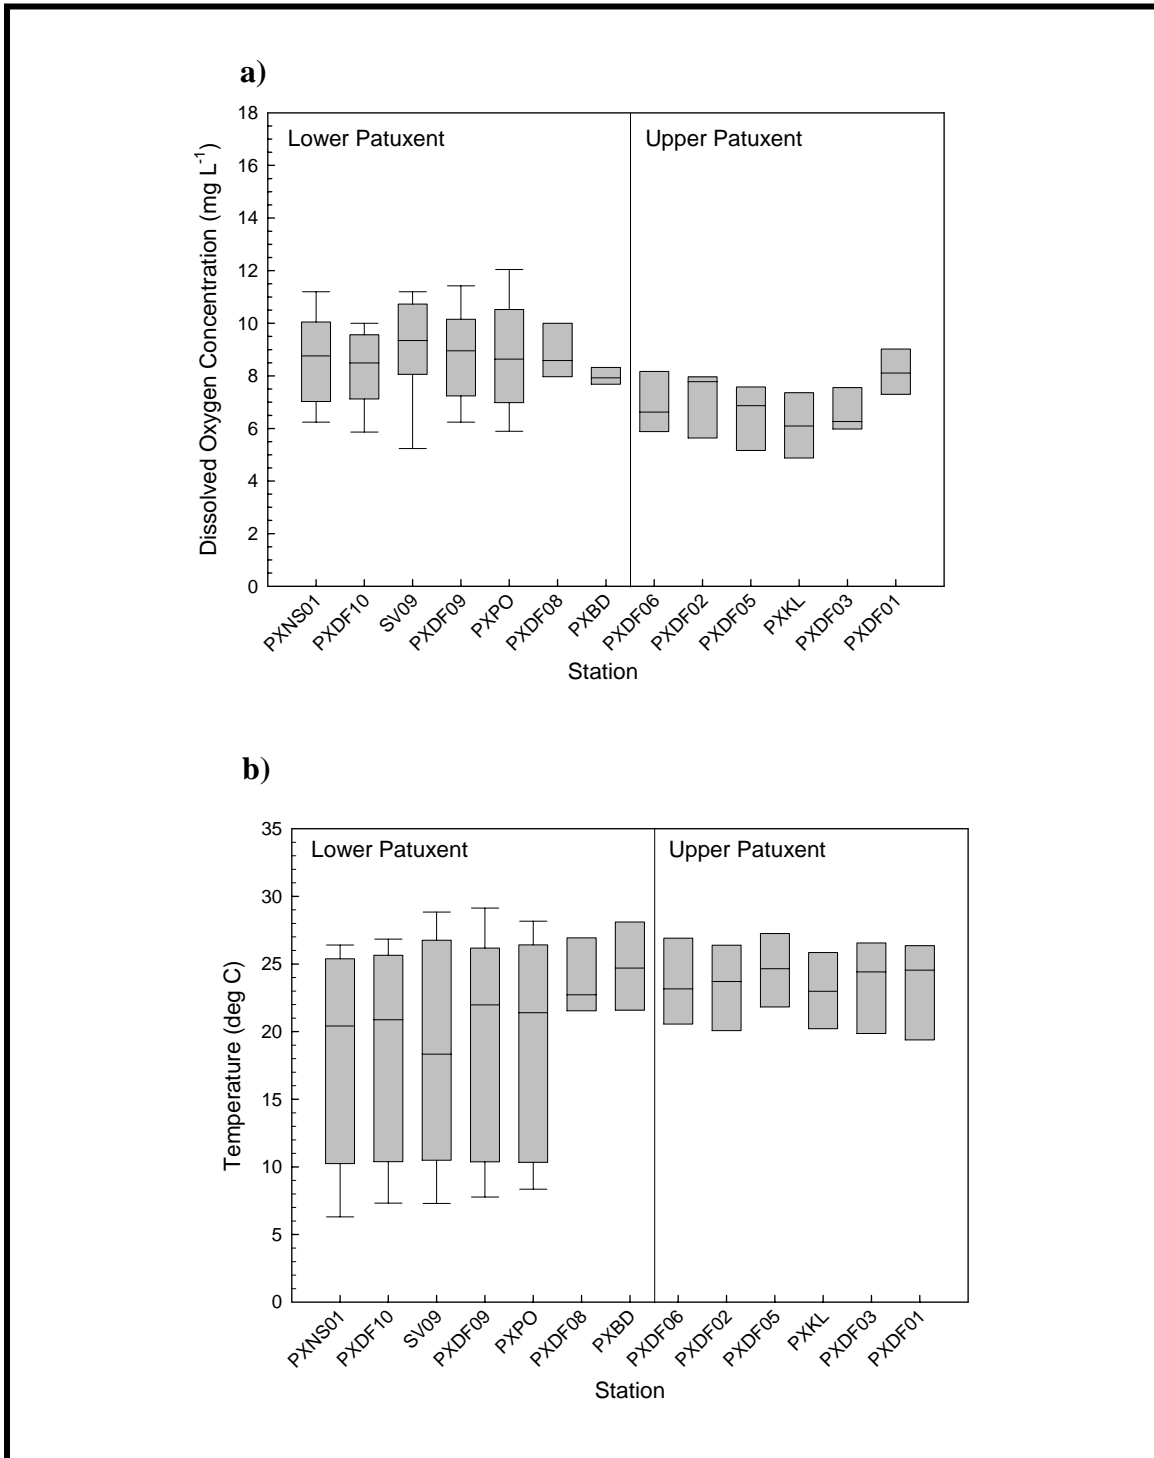 a)
Dissolved Oxygen Concentration (mg L-1)
18
16
14
12
10
8
6
4
2
0
Lower Patuxent
Upper Patuxent
PXNS01
PXDF10
SV09
PXDF09
PXPO
PXDF08
PXBD
PXDF06
PXDF02
PXDF05
PXKL
PXDF03
PXDF01
Station
b)
Temperature (deg C)
35
30
25
20
15
10
5
0
Lower Patuxent
Upper Patuxent
PXNS01
PXDF10
SV09
PXDF09
PXPO
PXDF08
PXBD
PXDF06
PXDF02
PXDF05
PXKL
PXDF03
PXDF01
Station